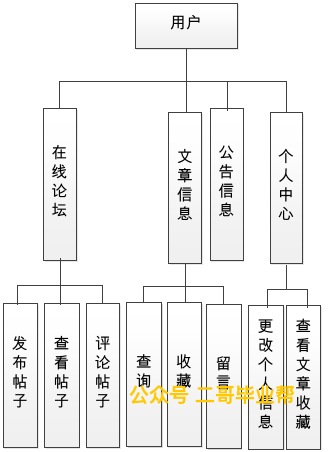 用户
在线论坛
文章信息
公告信息
个人中心
发布帖子
查看帖子
评论帖子
查询
收藏
留言
更改个人信息
查看文章收藏
公众号 二哥毕业帮